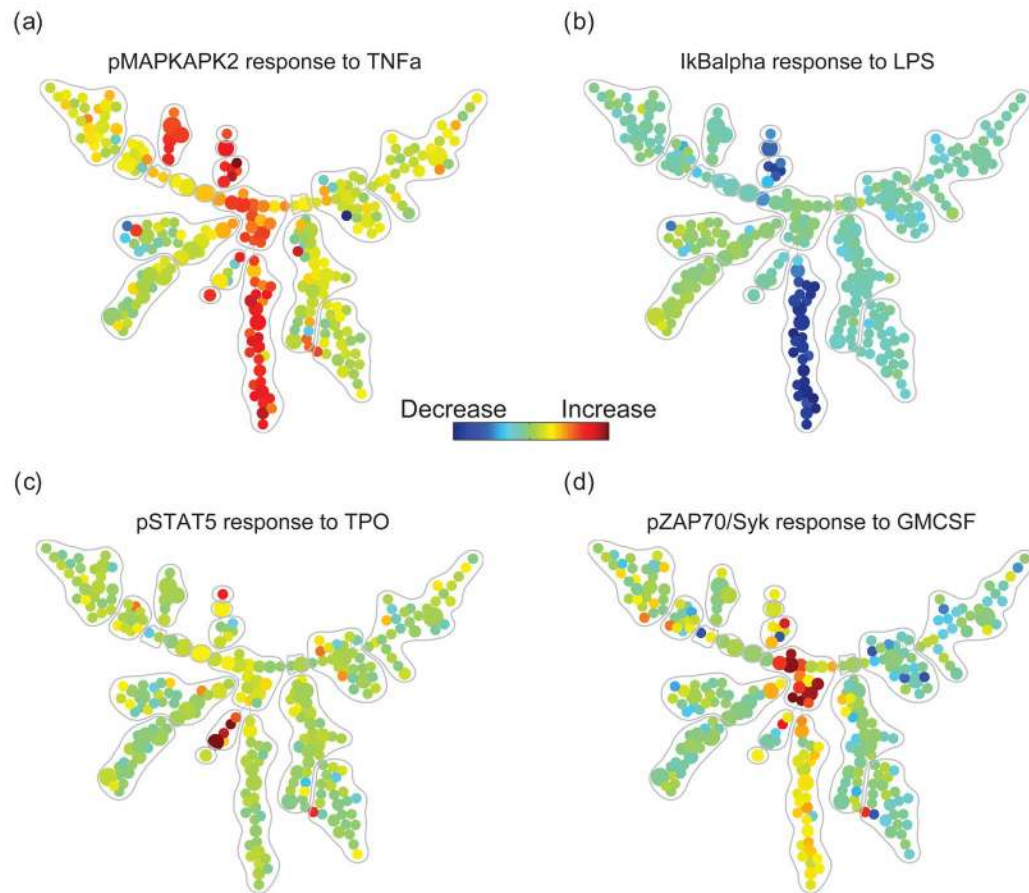 (a)
pMAPKAPK2 response to TNFa
(b)
IkBalpha response to LPS
Decrease Increase
(c)
pSTAT5 response to TPO
(d)
pZAP70/Syk response to GMCSF